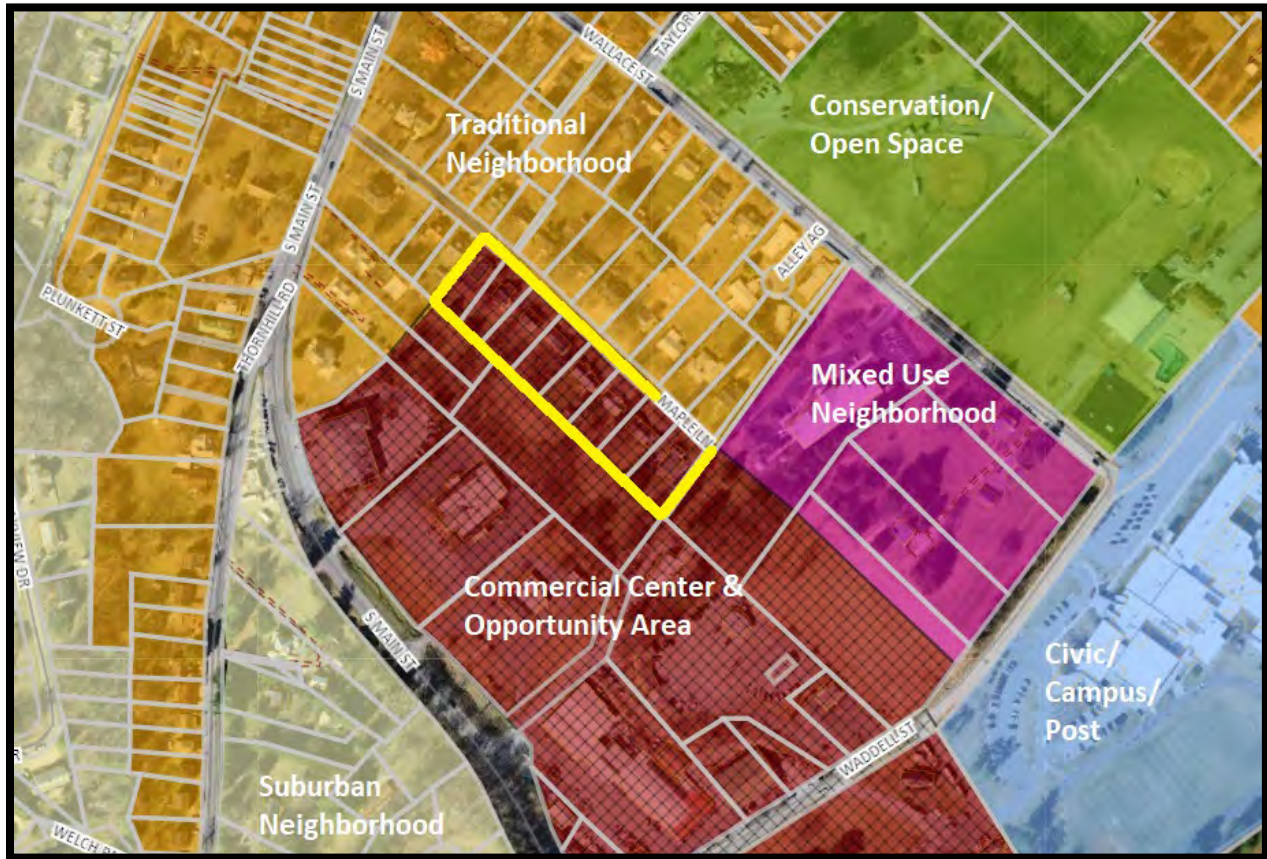 S MAIN ST
WALLACE ST
TAYLOR
Conservation/
Open Space
Traditional
Neighborhood
S MAIN ST
ALLEY AG
PLUNKETT ST
THORNHILL RD
Mixed Use
Neighborhood
MAPLE LN
Commercial Center &
Opportunity Area
S MAIN ST
Civic/
Campus/
Post
WADDELL ST
Suburban
Neighborhood
WELCH